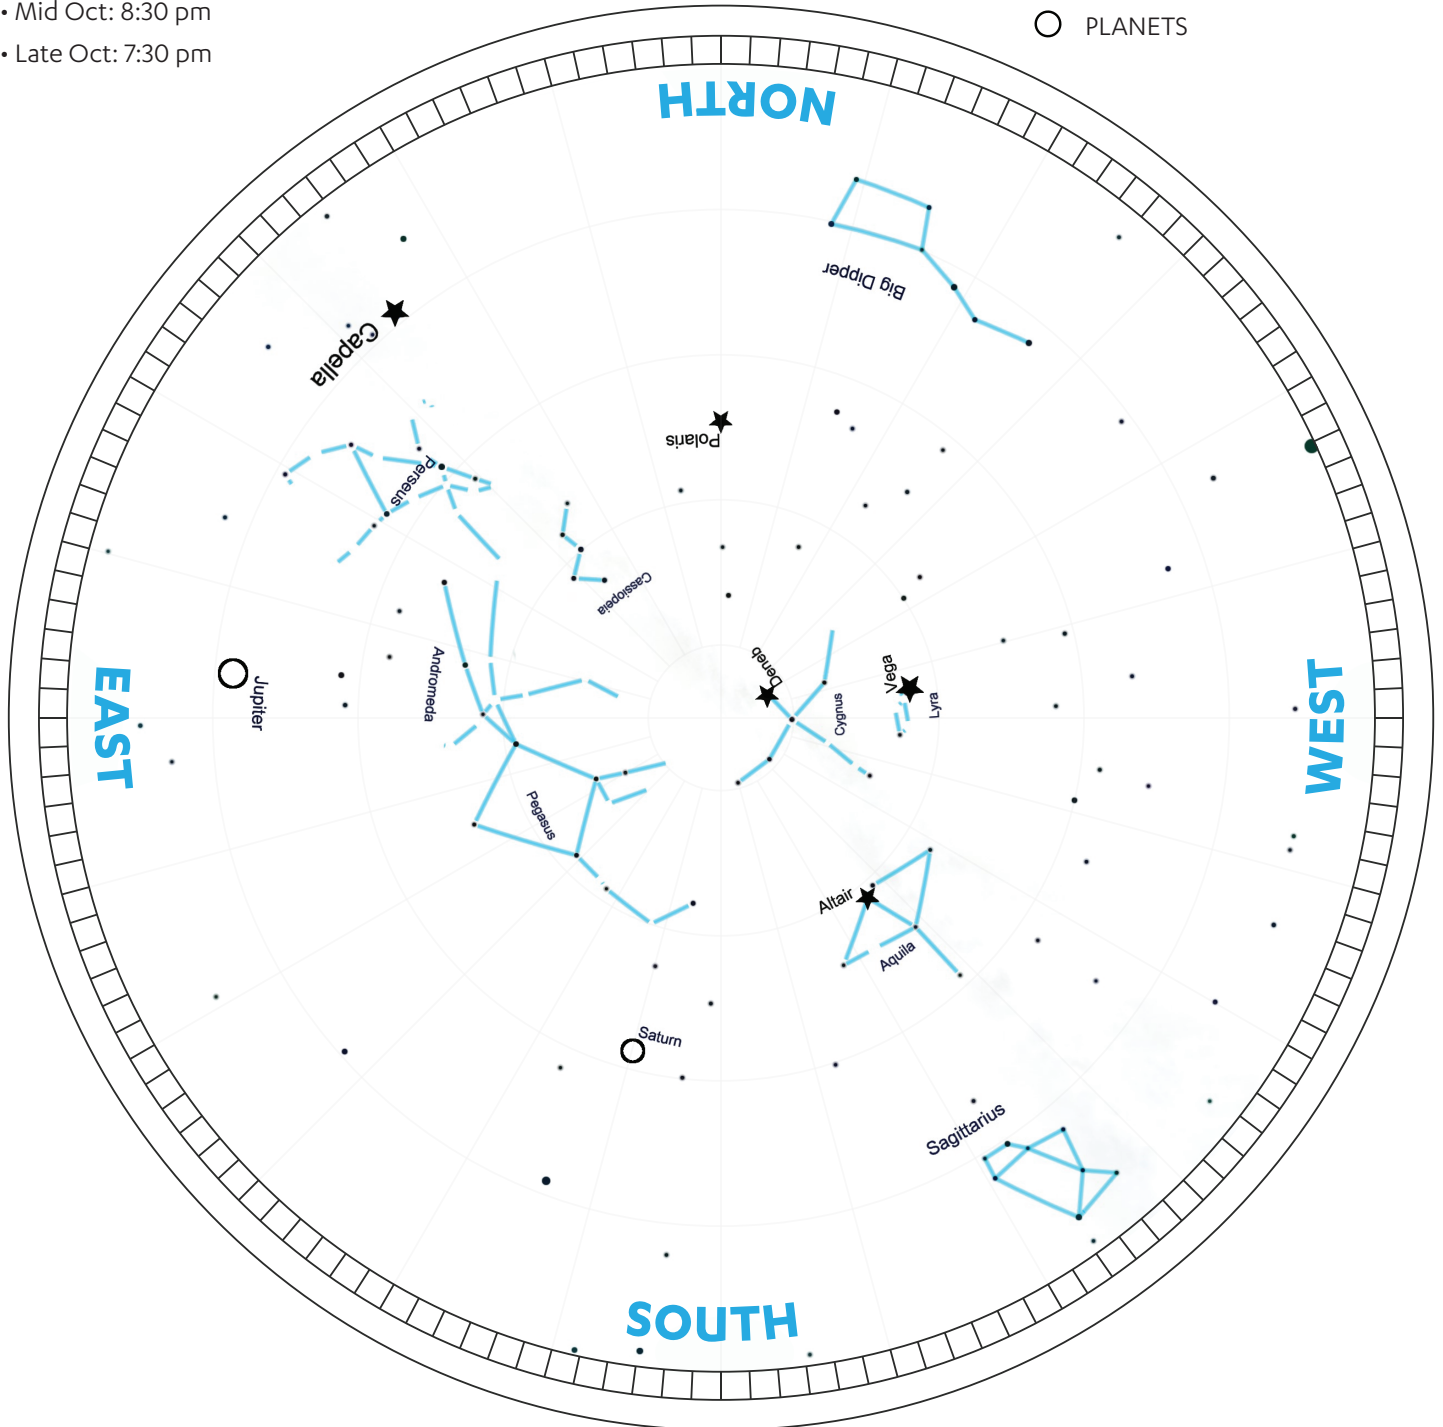 • Mid Oct: 8:30 pm
• Late Oct: 7:30 pm
PLANETS
NORTH
Big Dipper
Capella
Polaris
Perseus
Cassiopeia
Deneb
Vega
Lyra
Cygnus
Andromeda
Jupiter
EAST
WEST
Pegasus
Altair
Aquila
Saturn
Sagittarius
SOUTH